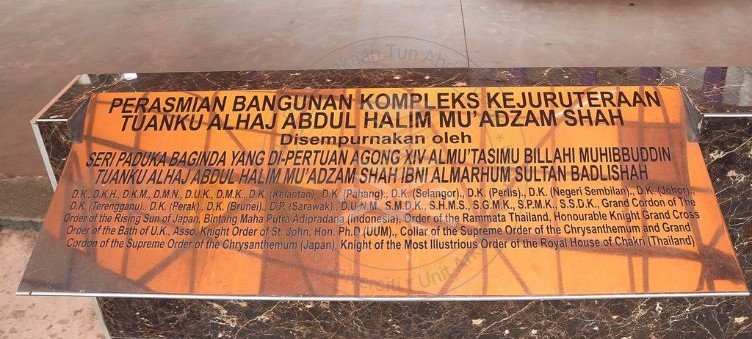 PERASMIAN BANGUNAN KOMPLEKS KEJURUTERAAN
TUANKU ALHAJ ABDUL HALIM MU'ADZAM SHAH
Disempurnakan oleh
SERI PADUKA BAGINDA YANG DI-PERTUAN AGONG XIV ALMU'TASIMU BILLAHI MUHIBBUDDIN
TUANKU ALHAJ ABDUL HALIM MU'ADZAM SHAH IBNI ALMARHUM SULTAN BADLISHAH
D.K., D.K.H., D.K.M., D.M.N., D.U.K., D.M.K., D.K. (Kelantan), D.K. (Pahang)., D.K. (Selangor)., D.K. (Perlis)., D.K. (Negeri Sembilan)., D.K. (Johor).,
D.K. (Terengganu)., D.K. (Perak)., D.K. (Brunei)., D.P. (Sarawak)., D.U.N.M., S.M.D.K., S.H.M.S., S.G.M.K., S.P.M.K., S.S.D.K., Grand Cordon of The
Order of the Rising Sun of Japan, Bintang Maha Putra Adipradana (Indonesia), Order of the Rammata Thailand, Honourable Knight Grand Cross
Order of the Bath of U.K., Asso. Knight Order of St. John, Hon. Ph.D (UUM)., Collar of the Supreme Order of the Chrysanthemum and Grand
Cordon of the Supreme Order of the Chrysanthemum (Japan), Knight of the Most Illustrious Order of the Royal House of Chakri (Thailand)